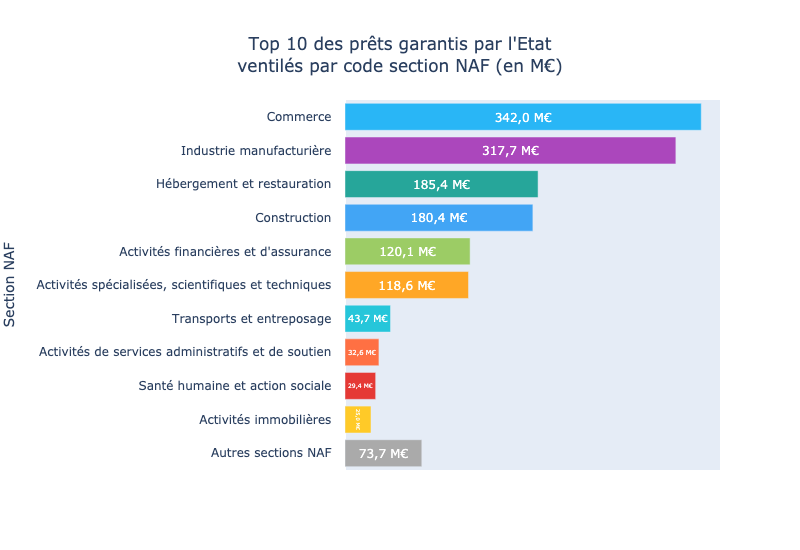 Top 10 des prêts garantis par l'Etat
ventilés par code section NAF (en M€)
Section NAF
Commerce 342,0 M€
Industrie manufacturière 317,7 M€
Hébergement et restauration 185,4 M€
Construction 180,4 M€
Activités financières et d'assurance 120,1 M€
Activités spécialisées, scientifiques et techniques 118,6 M€
Transports et entreposage 43,7 M€
Activités de services administratifs et de soutien 32,6 M€
Santé humaine et action sociale 29,4 M€
Activités immobilières
Autres sections NAF 73,7 M€